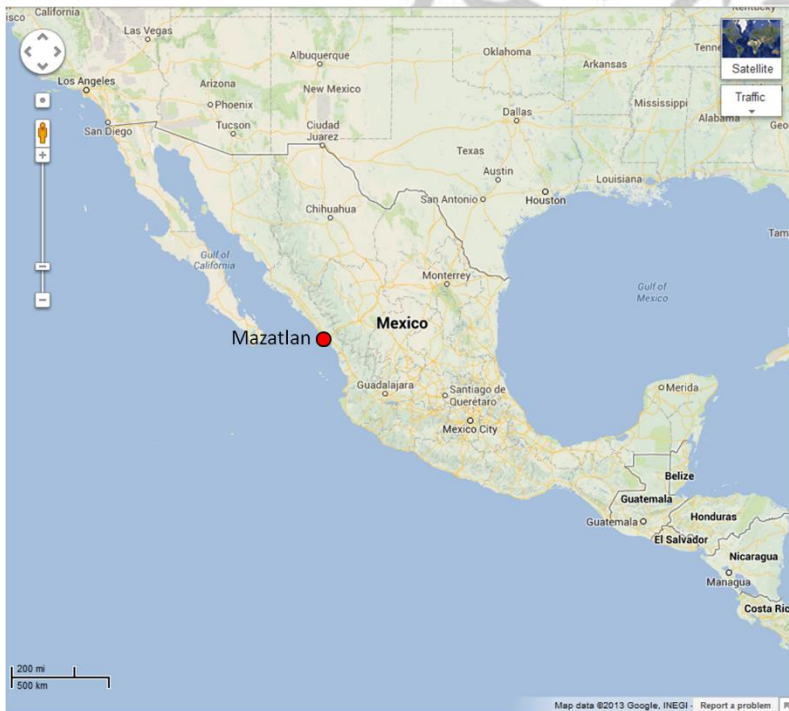 California
Las Vegas
Los Angeles
San Diego
Arizona
Phoenix
Tucson
Albuquerque
New Mexico
Ciudad
Juarez
Oklahoma
Arkansas
Satellite
Traffic
Dallas
Mississippi
Alabama
Texas
Austin
Louisiana
San Antonio
Houston
Chihuahua
Gulf of
California
Monterrey
Gulf of
Mexico
Mazatlan
Mexico
Guadalajara
Santiago de
Querétaro
Mexico City
Merida
Belize
Guatemala
Guatemala
Honduras
El Salvador
Nicaragua
Managua
Costa Ric
200 mi
500 km
Map data ©2013 Google, INEGI - Report a problem